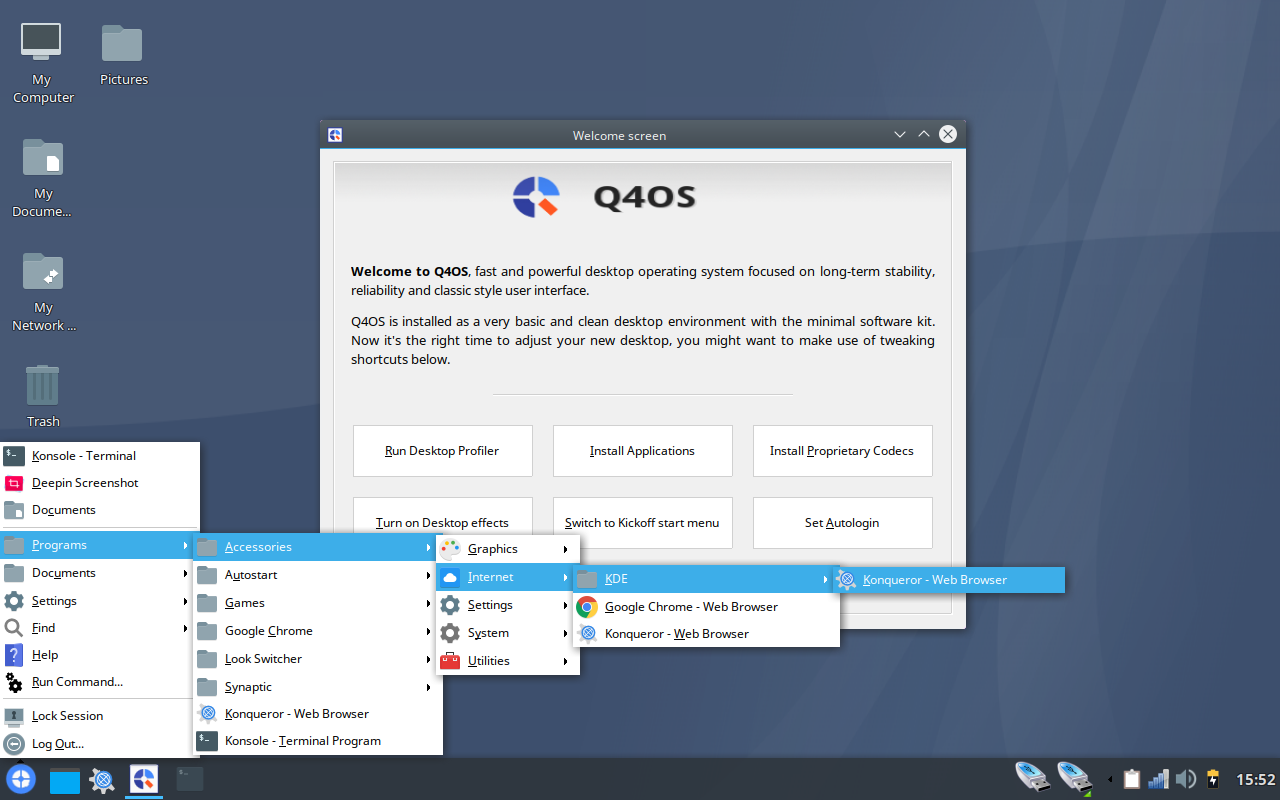 My
Computer
Pictures
My
Docume...
My
Network ...
Trash
Welcome screen
Q4OS
Welcome to Q4OS, fast and powerful desktop operating system focused on long-term stability,
reliability and classic style user interface.
Q4OS is installed as a very basic and clean desktop environment with the minimal software kit.
Now it's the right time to adjust your new desktop, you might want to make use of tweaking
shortcuts below.
Run Desktop Profiler
Install Applications
Install Proprietary Codecs
Turn on Desktop effects
Switch to Kickoff start menu
Set Autologin
Konsole - Terminal
Deepin Screenshot
Documents
Programs
Documents
Settings
Find
Help
Run Command...
Lock Session
Log Out...
Accessories
Autostart
Games
Google Chrome
Look Switcher
Synaptic
Konqueror - Web Browser
Konsole - Terminal Program
Graphics
Internet
Settings
System
Utilities
KDE
Google Chrome - Web Browser
Konqueror - Web Browser
Konqueror - Web Browser
15:52